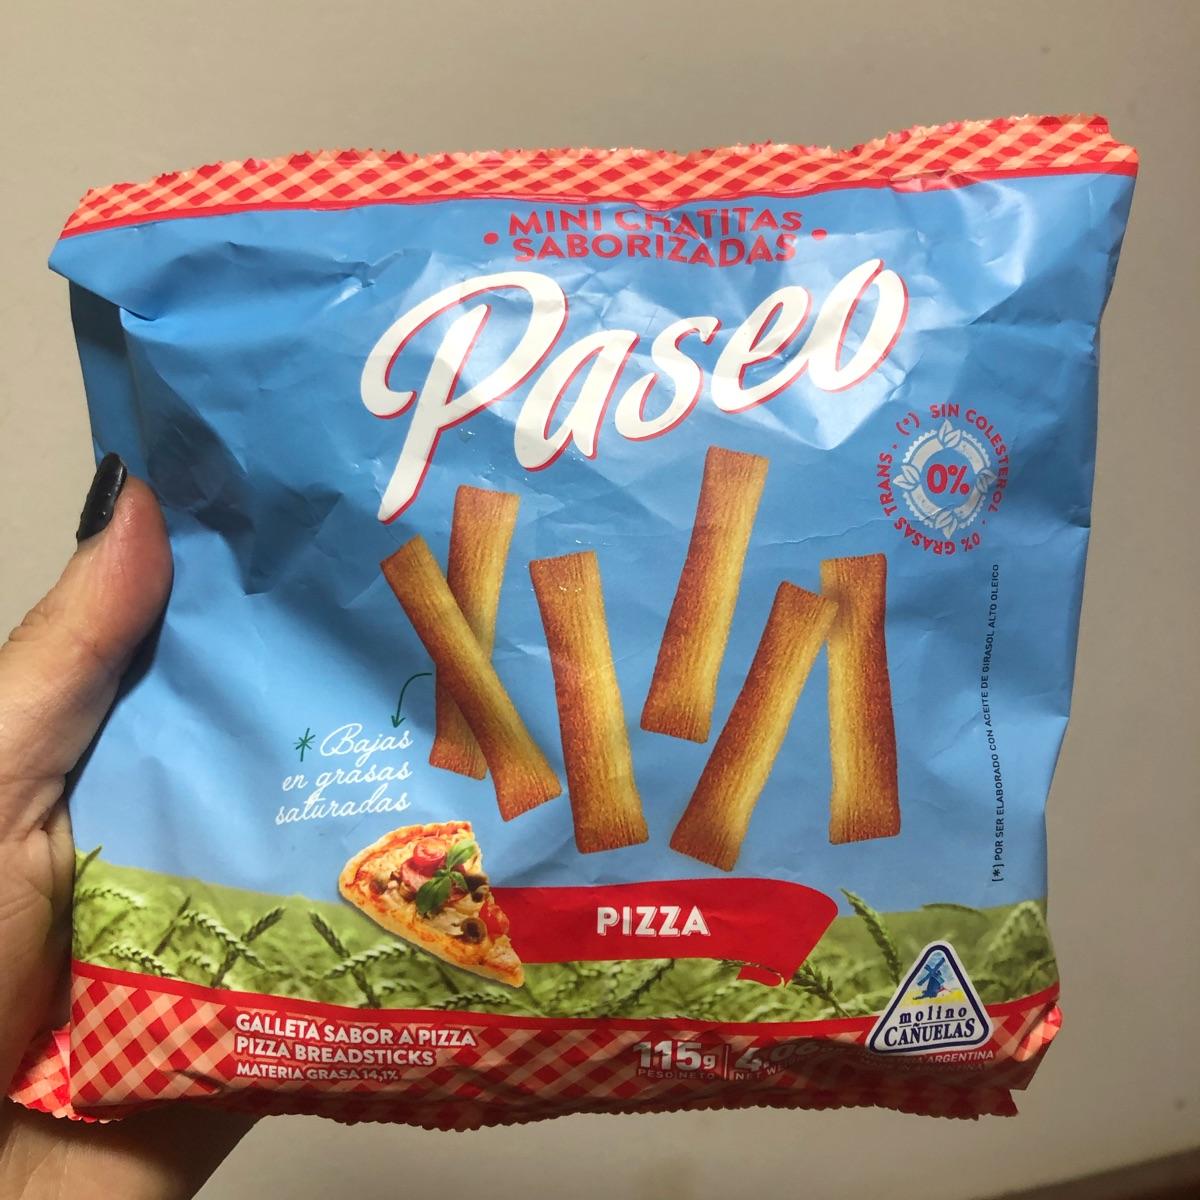 • MINI CHATITAS •
SABORIZADAS
Paseo
(*) SIN COLESTEROL • 0% GRASAS TRANS •
0%
[*] POR SER ELABORADO CON ACEITE DE GIRASOL ALTO OLEICO
* Bajas
en grasas
saturadas
PIZZA
molino
CAÑUELAS
GALLETA SABOR A PIZZA
PIZZA BREADSTICKS
MATERIA GRASA 14,1%
115g
PESO NETO
NET
ARGENTINA